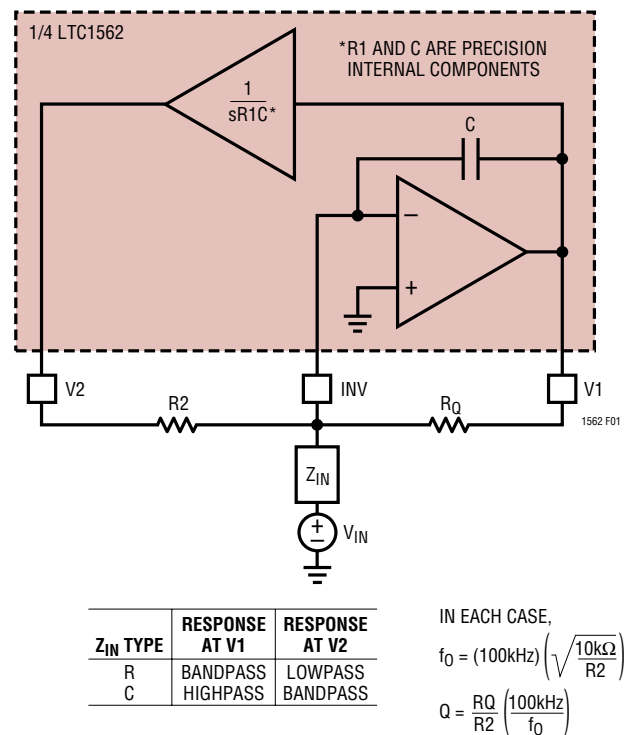 1/4 LTC1562
*R1 AND C ARE PRECISION
INTERNAL COMPONENTS
1
sR1C*
C
−
+
V2
INV
V1
R2
RQ
1562 F01
ZIN
+
−
VIN
ZIN TYPE
RESPONSE
AT V1
RESPONSE
AT V2
R BANDPASS LOWPASS
C HIGHPASS BANDPASS
IN EACH CASE,
fO = (100kHz) (√(10kΩ/R2))
Q = RQ/R2 (100kHz/fO)